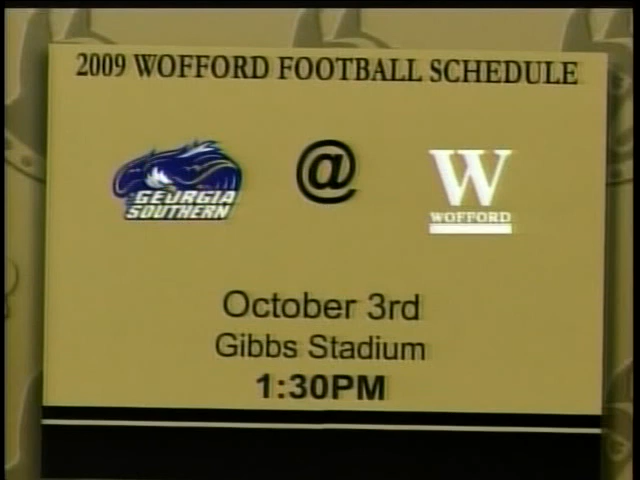 2009 WOFFORD FOOTBALL SCHEDULE
GEORGIA
SOUTHERN
@
W
WOFFORD
October 3rd
Gibbs Stadium
1:30PM